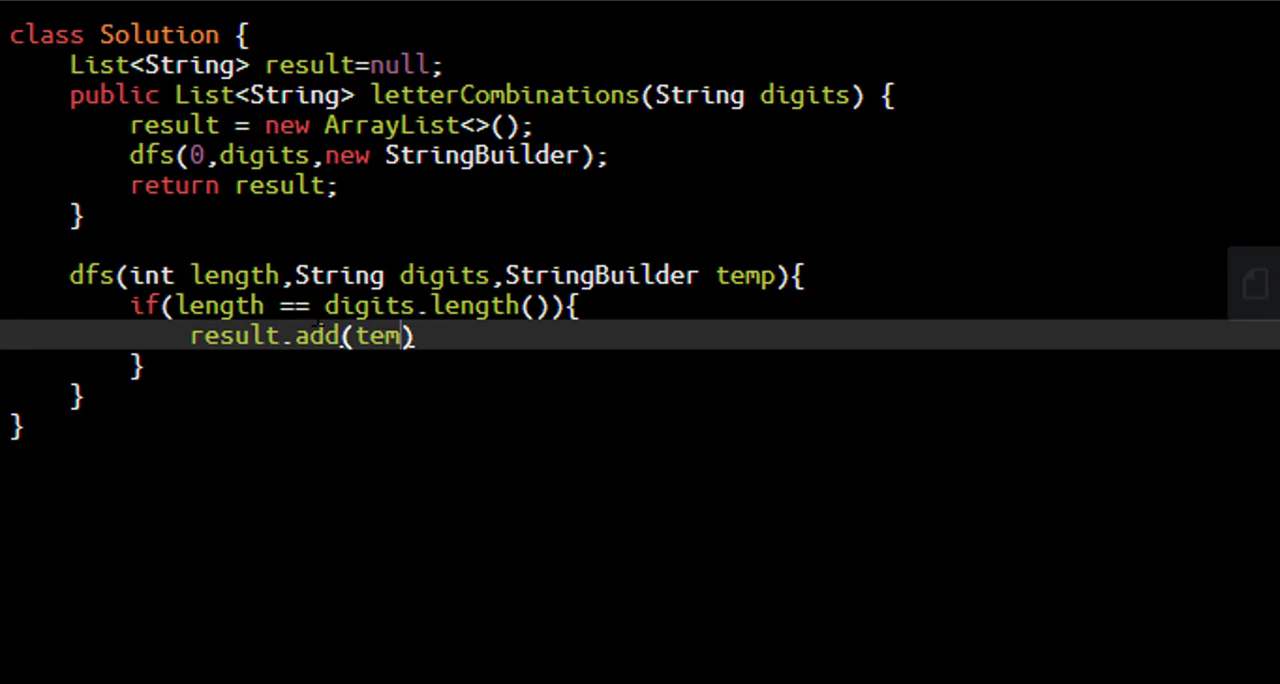 class Solution {
    List<String> result=null;
    public List<String> letterCombinations(String digits) {
        result = new ArrayList<>();
        dfs(0,digits,new StringBuilder);
        return result;
    }

    dfs(int length,String digits,StringBuilder temp){
        if(length == digits.length()){
            result.add(tem)
        }
    }
}